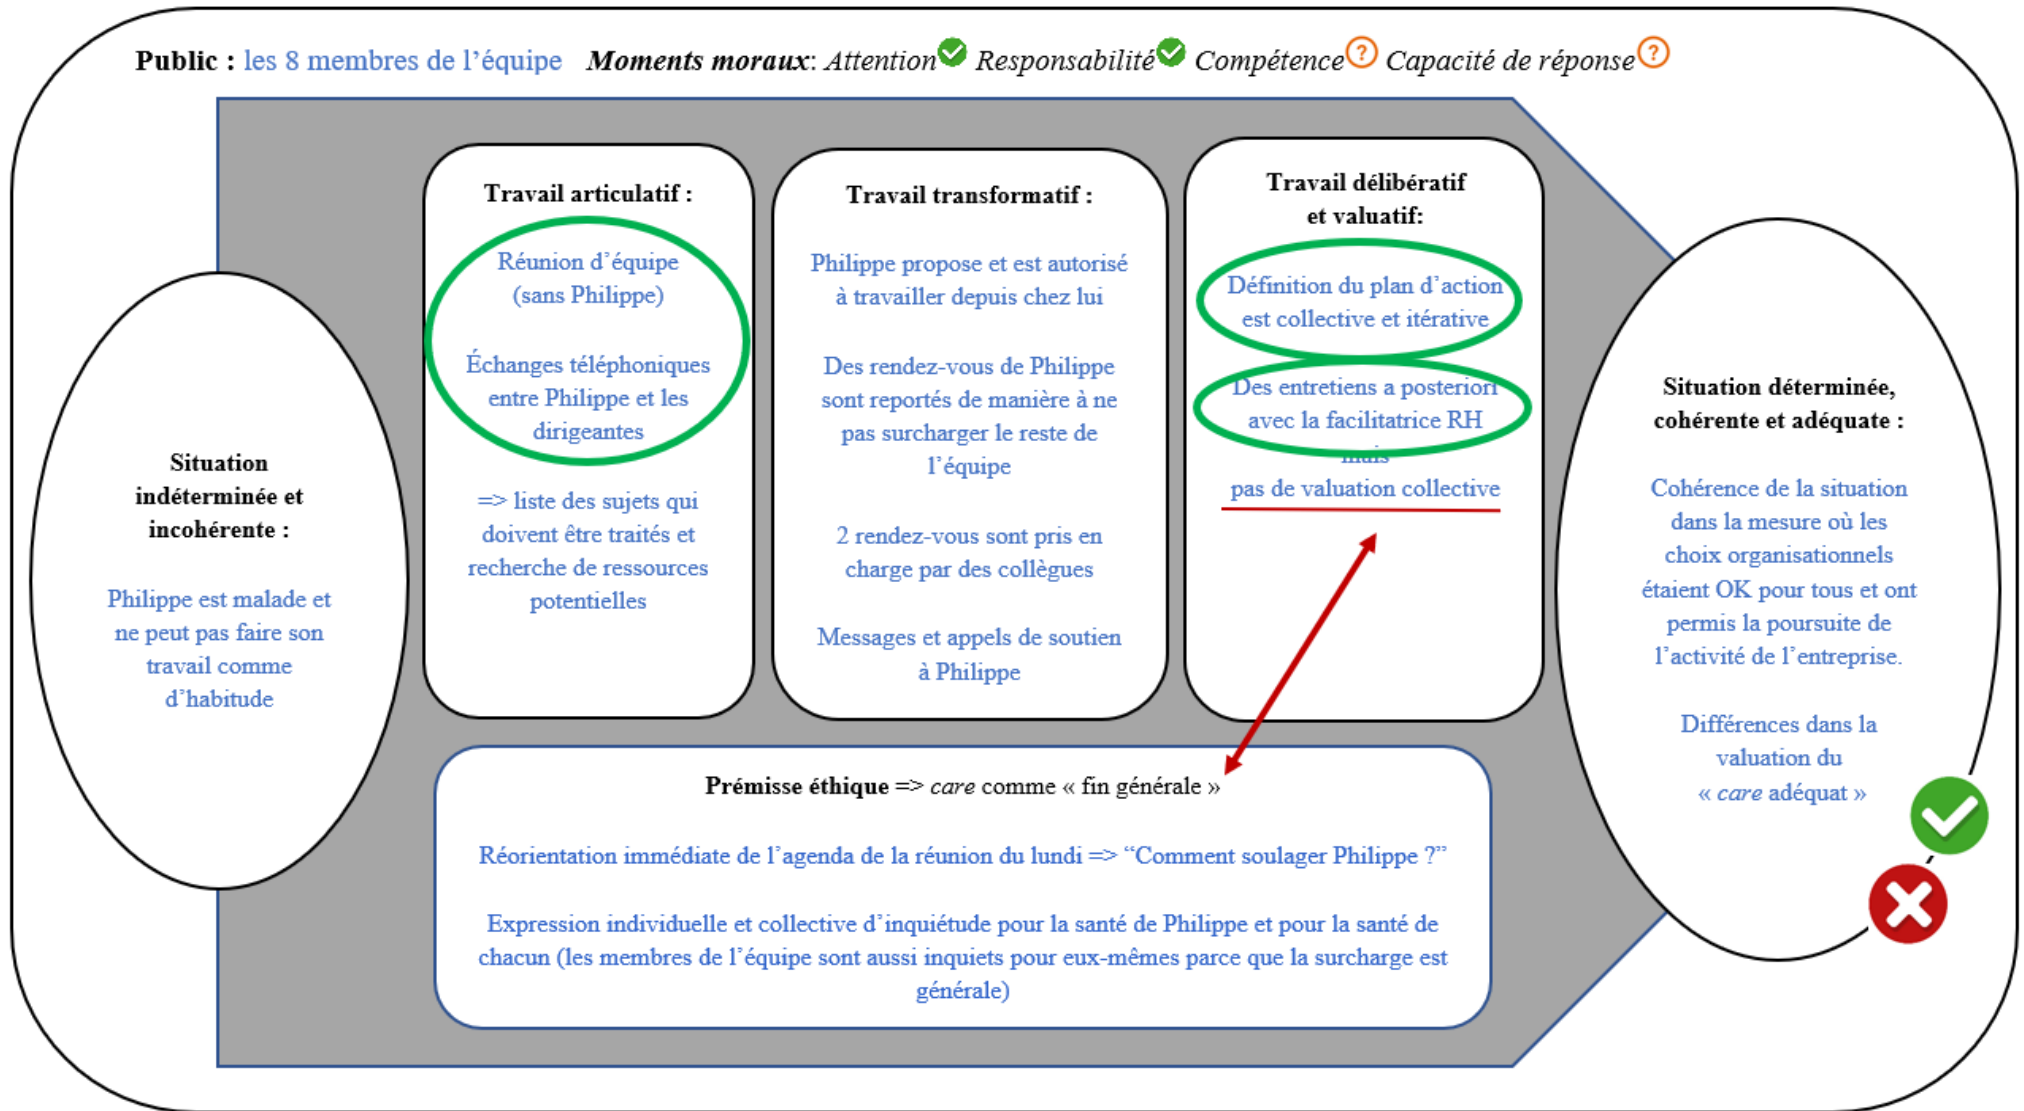 Public : les 8 membres de l’équipe Moments moraux: Attention Responsabilité Compétence ? Capacité de réponse ?
Situation
indéterminée et
incohérente :
Philippe est malade et
ne peut pas faire son
travail comme
d’habitude
Travail articulatif :
Réunion d’équipe
(sans Philippe)
Échanges téléphoniques
entre Philippe et les
dirigeantes
=> liste des sujets qui
doivent être traités et
recherche de ressources
potentielles
Travail transformatif :
Philippe propose et est autorisé
à travailler depuis chez lui
Des rendez-vous de Philippe
sont reportés de manière à ne
pas surcharger le reste de
l’équipe
2 rendez-vous sont pris en
charge par des collègues
Messages et appels de soutien
à Philippe
Travail délibératif
et valuatif:
Définition du plan d’action
est collective et itérative
Des entretiens a posteriori
avec la facilitatrice RH
mais
pas de valuation collective
Prémisse éthique => care comme « fin générale »
Réorientation immédiate de l’agenda de la réunion du lundi => “Comment soulager Philippe ?”
Expression individuelle et collective d’inquiétude pour la santé de Philippe et pour la santé de
chacun (les membres de l’équipe sont aussi inquiets pour eux-mêmes parce que la surcharge est
générale)
Situation déterminée,
cohérente et adéquate :
Cohérence de la situation
dans la mesure où les
choix organisationnels
étaient OK pour tous et ont
permis la poursuite de
l’activité de l’entreprise.
Différences dans la
valuation du
« care adéquat »